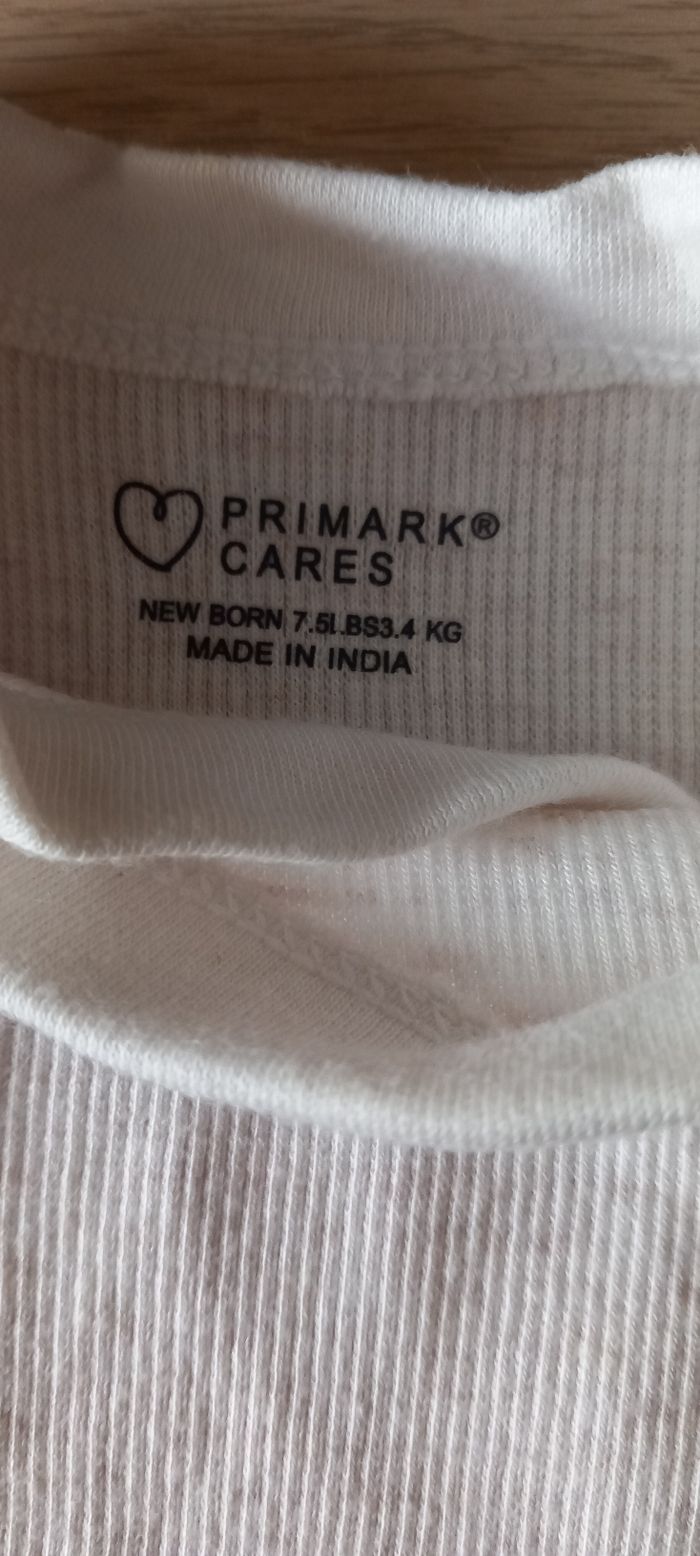 PRIMARK®
CARES
NEW BORN 7.5LBS3.4 KG
MADE IN INDIA